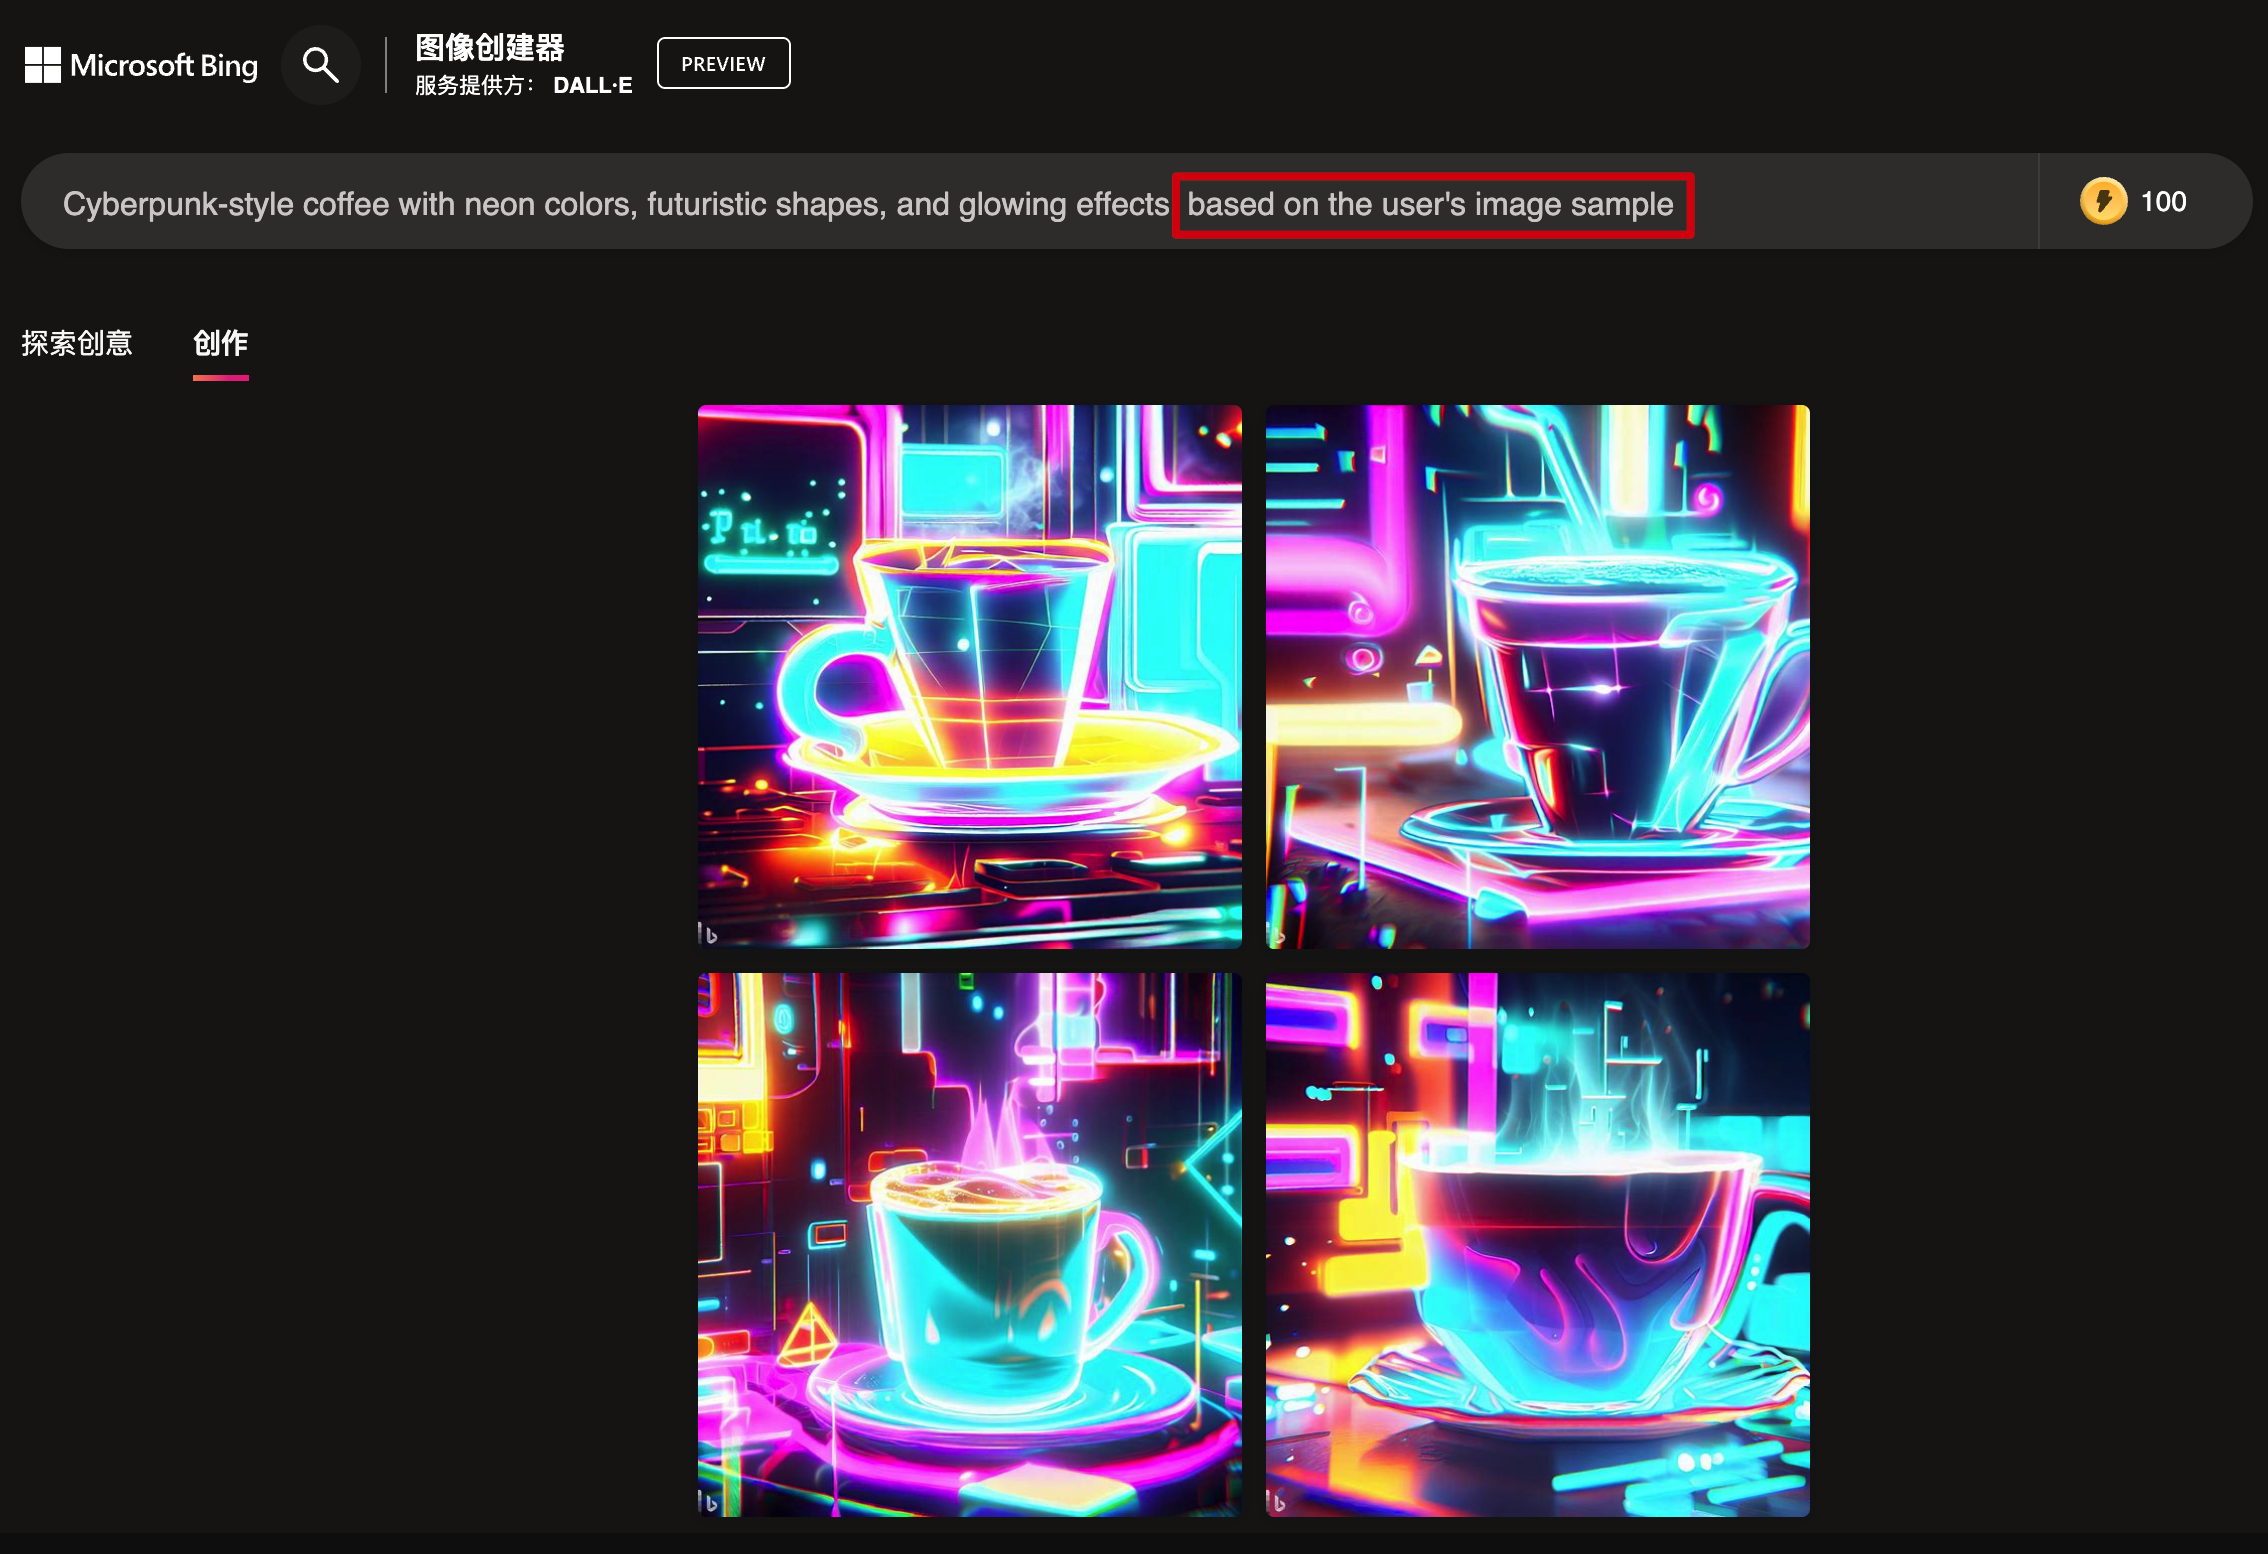 Microsoft Bing
图像创建器
服务提供方： DALL·E
PREVIEW
Cyberpunk-style coffee with neon colors, futuristic shapes, and glowing effects based on the user's image sample
100
探索创意
创作